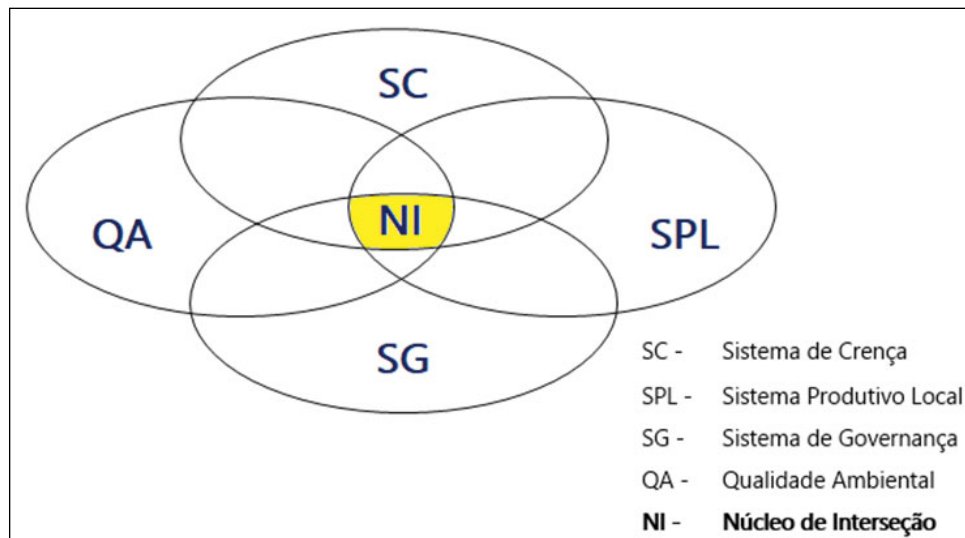 SC
QA
NI
SPL
SG
SC - Sistema de Crença
SPL - Sistema Produtivo Local
SG - Sistema de Governança
QA - Qualidade Ambiental
NI - Núcleo de Interseção